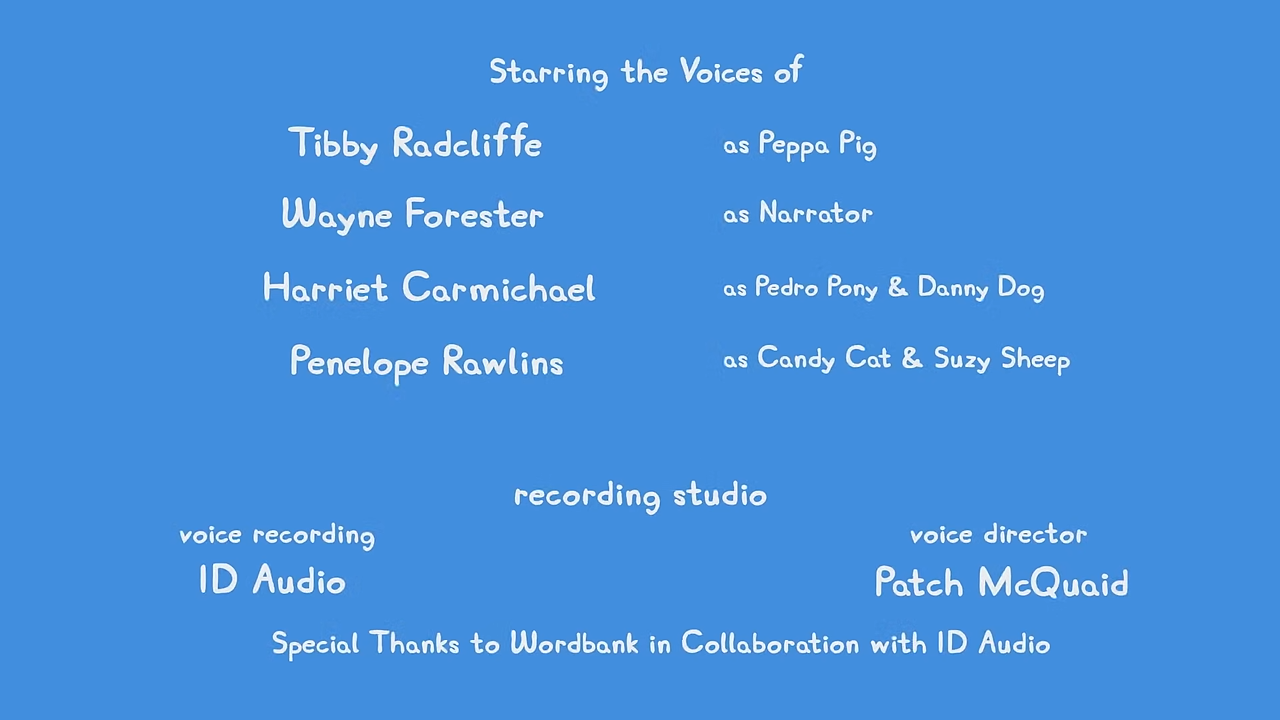 Starring the Voices of
Tibby Radcliffe as Peppa Pig
Wayne Forester as Narrator
Harriet Carmichael as Pedro Pony & Danny Dog
Penelope Rawlins as Candy Cat & Suzy Sheep
recording studio
voice recording voice director
ID Audio Patch McQuaid
Special Thanks to Wordbank in Collaboration with ID Audio